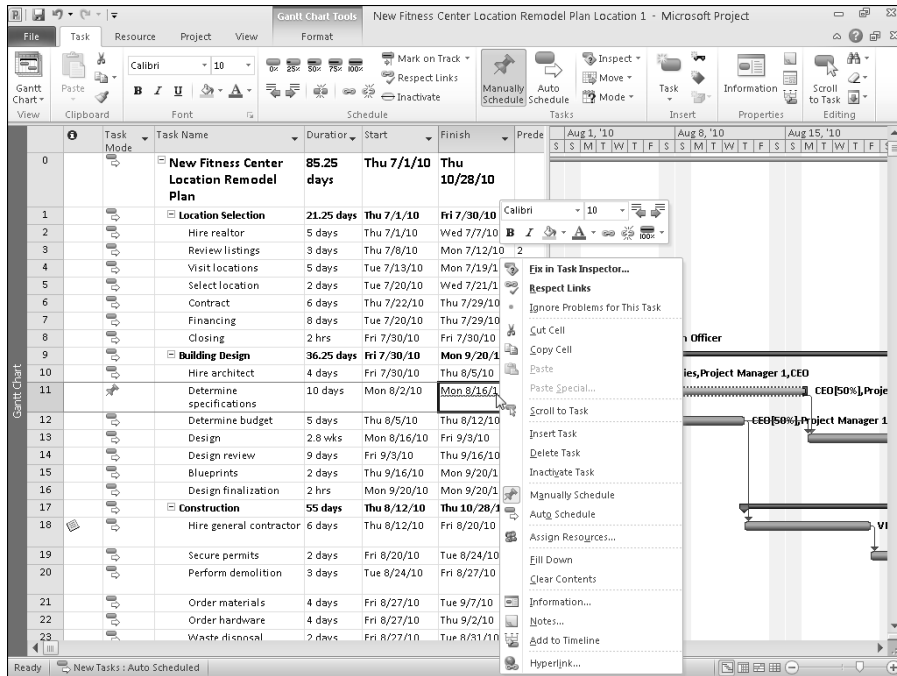 Gantt Chart Tools New Fitness Center Location Remodel Plan Location 1 - Microsoft Project
File Task Resource Project View Format
Calibri 10 Mark on Track Inspect
0% 25% 50% 75% 100% Respect Links Move
Gantt Chart Paste B I U A Inactivate Manually Schedule Auto Schedule Mode Task Information Scroll to Task
View Clipboard Font Schedule Tasks Insert Properties Editing
Task Mode Task Name Duration Start Finish Prede Aug 1, '10 Aug 8, '10 Aug 15, '10
S S M T W T F S S M T W T F S S M T W T F S
0 New Fitness Center Location Remodel Plan 85.25 days Thu 7/1/10 Thu 10/28/10
1 Location Selection 21.25 days Thu 7/1/10 Fri 7/30/10
2 Hire realtor 5 days Thu 7/1/10 Wed 7/7/10
3 Review listings 3 days Thu 7/8/10 Mon 7/12/10 2
4 Visit locations 5 days Tue 7/13/10 Mon 7/19/1
5 Select location 2 days Tue 7/20/10 Wed 7/21/1
6 Contract 6 days Thu 7/22/10 Thu 7/29/10
7 Financing 8 days Tue 7/20/10 Thu 7/29/10
8 Closing 2 hrs Fri 7/30/10 Fri 7/30/10 Officer
9 Building Design 36.25 days Fri 7/30/10 Mon 9/20/1
10 Hire architect 4 days Fri 7/30/10 Thu 8/5/10 ies,Project Manager 1,CEO
11 Determine specifications 10 days Mon 8/2/10 Mon 8/16/1 CEO[50%],Proje
12 Determine budget 5 days Thu 8/5/10 Thu 8/12/10 CEO[50%],Project Manager 1
13 Design 2.8 wks Mon 8/16/10 Fri 9/3/10
14 Design review 9 days Fri 9/3/10 Thu 9/16/10
15 Blueprints 2 days Thu 9/16/10 Mon 9/20/1
16 Design finalization 2 hrs Mon 9/20/10 Mon 9/20/1
17 Construction 55 days Thu 8/12/10 Thu 10/28/1
18 Hire general contractor 6 days Thu 8/12/10 Fri 8/20/10
19 Secure permits 2 days Fri 8/20/10 Tue 8/24/10
20 Perform demolition 3 days Tue 8/24/10 Fri 8/27/10
21 Order materials 4 days Fri 8/27/10 Tue 9/7/10
22 Order hardware 4 days Fri 8/27/10 Thu 9/2/10
23 Waste disposal 2 days Fri 8/27/10 Tue 8/31/10
Gantt Chart
Calibri 10
B I A 100%
Fix in Task Inspector...
Respect Links
Ignore Problems for This Task
Cut Cell
Copy Cell
Paste
Paste Special...
Scroll to Task
Insert Task
Delete Task
Inactivate Task
Manually Schedule
Auto Schedule
Assign Resources...
Fill Down
Clear Contents
Information...
Notes...
Add to Timeline
Hyperlink...
Ready New Tasks : Auto Scheduled